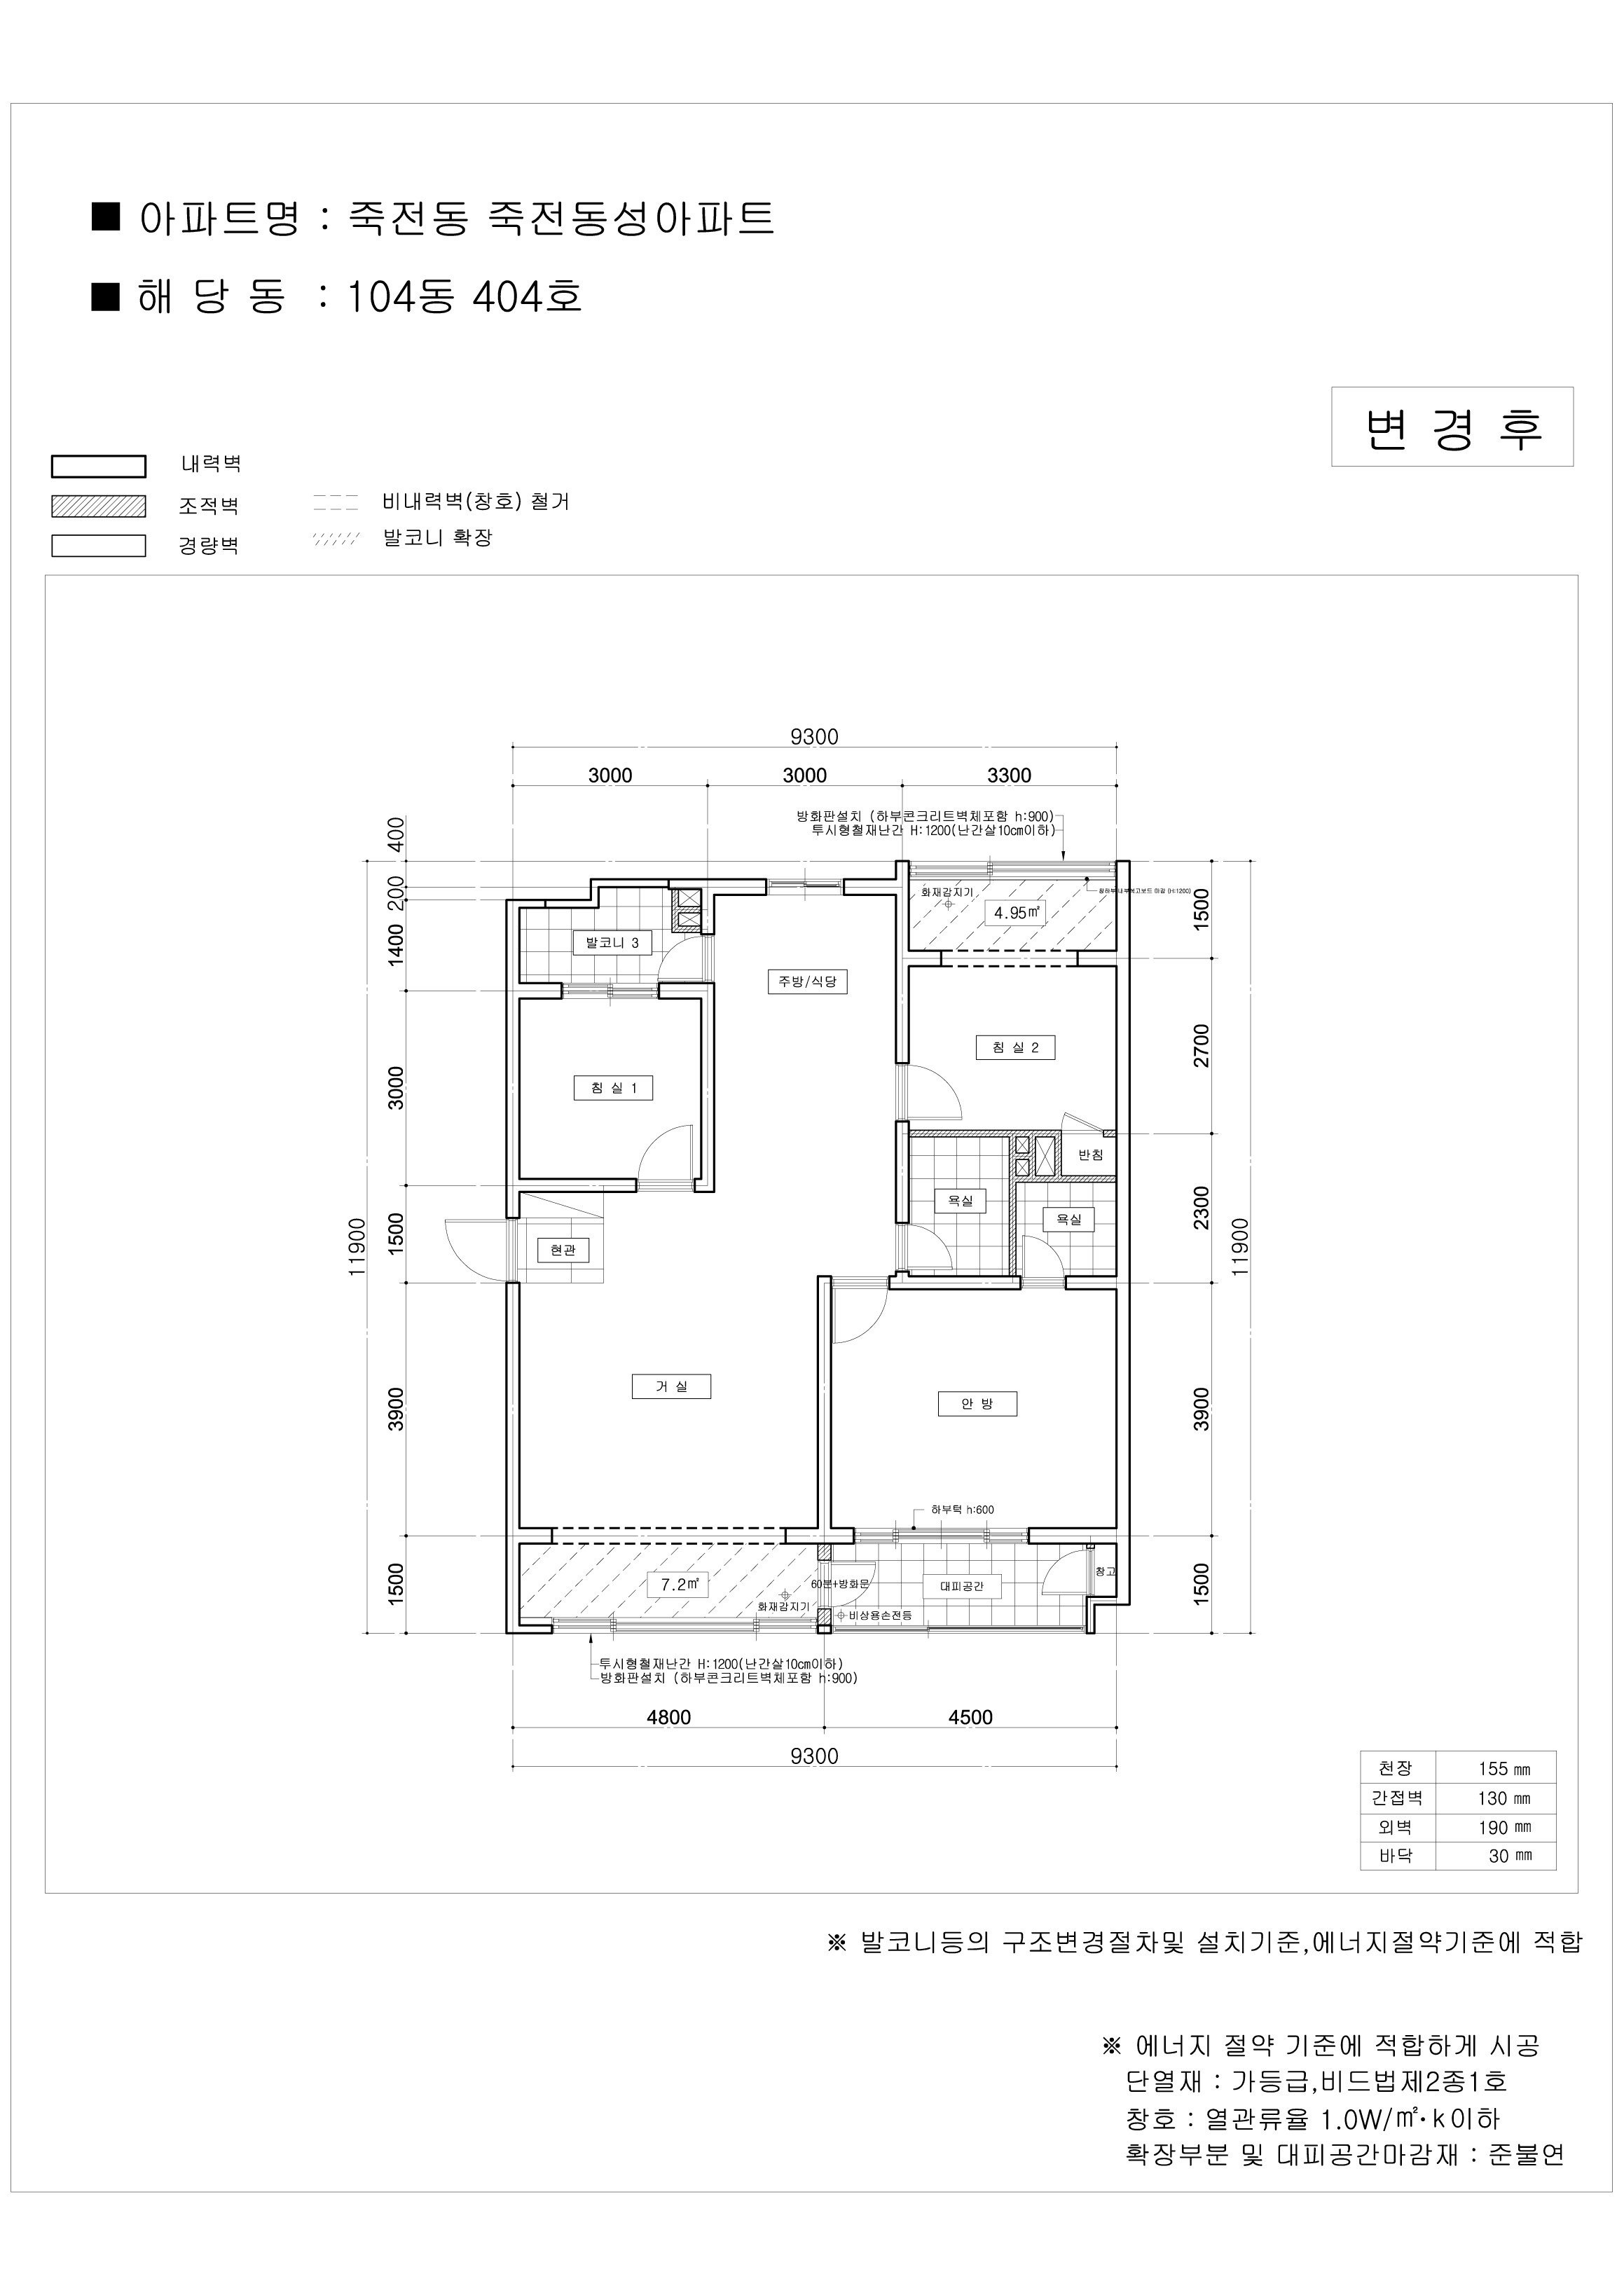 ■ 아파트명 : 죽전동 죽전동성아파트
■ 해 당 동 : 104동 404호
변 경 후
내력벽
조적벽
경량벽
비내력벽(창호) 철거
발코니 확장
9300
3000 3000 3300
방화판설치 (하부콘크리트벽체포함 h:900)
투시형철재난간 H:1200(난간살10cm이하)
400
200
1400
3000
1500
3900
1500
11900
화재감지기
4.95㎡
발코니 3
주방/식당
침 실 2
침 실 1
반침
욕실
욕실
현관
거 실
안 방
하부턱 h:600
7.2㎡
화재감지기
60분+방화문
대피공간
창고
비상용손전등
1500
2700
2300
3900
1500
11900
투시형철재난간 H:1200(난간살10cm이하)
방화판설치 (하부콘크리트벽체포함 h:900)
4800 4500
9300
천장 155 mm
간접벽 130 mm
외벽 190 mm
바닥 30 mm
※ 발코니등의 구조변경절차및 설치기준,에너지절약기준에 적합
※ 에너지 절약 기준에 적합하게 시공
단열재 : 가등급,비드법제2종1호
창호 : 열관류율 1.0W/㎡·k이하
확장부분 및 대피공간마감재 : 준불연